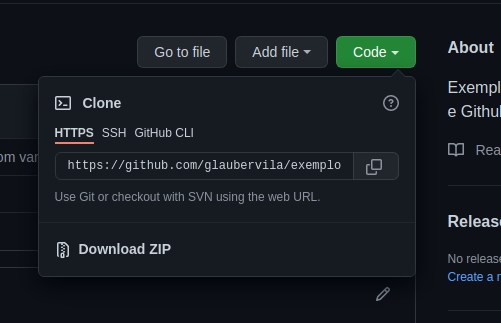 Go to file
Add file
Code
About
Clone
Exempl
e Githu
HTTPS
SSH
GitHub CLI
om var
Rea
https://github.com/glaubervila/exemplo
Use Git or checkout with SVN using the web URL.
Releas
Download ZIP
No release
Create a r